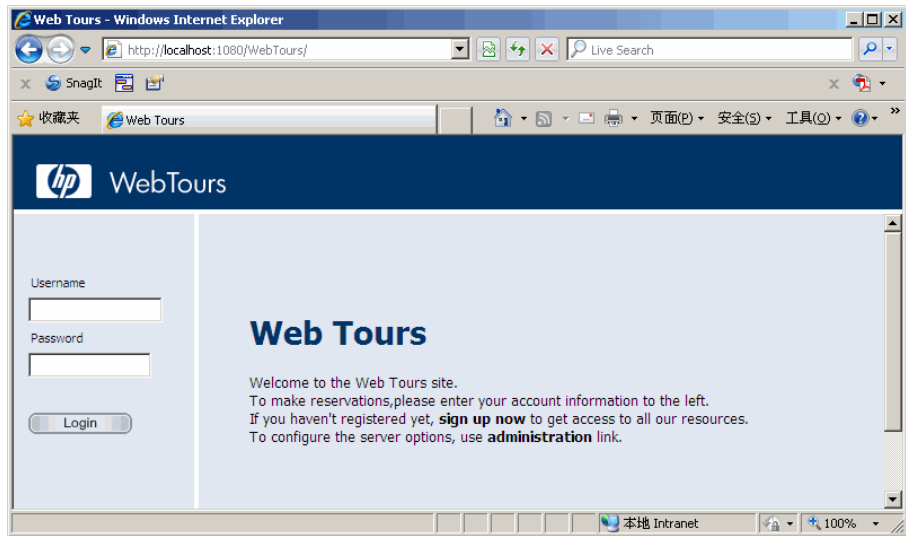 Web Tours - Windows Internet Explorer
http://localhost:1080/WebTours/
Live Search
x SnagIt x
收藏夹 Web Tours 页面(P) 安全(S) 工具(O) »
hp WebTours
Username
Password
Login
Web Tours
Welcome to the Web Tours site.
To make reservations,please enter your account information to the left.
If you haven't registered yet, sign up now to get access to all our resources.
To configure the server options, use administration link.
本地 Intranet 100%